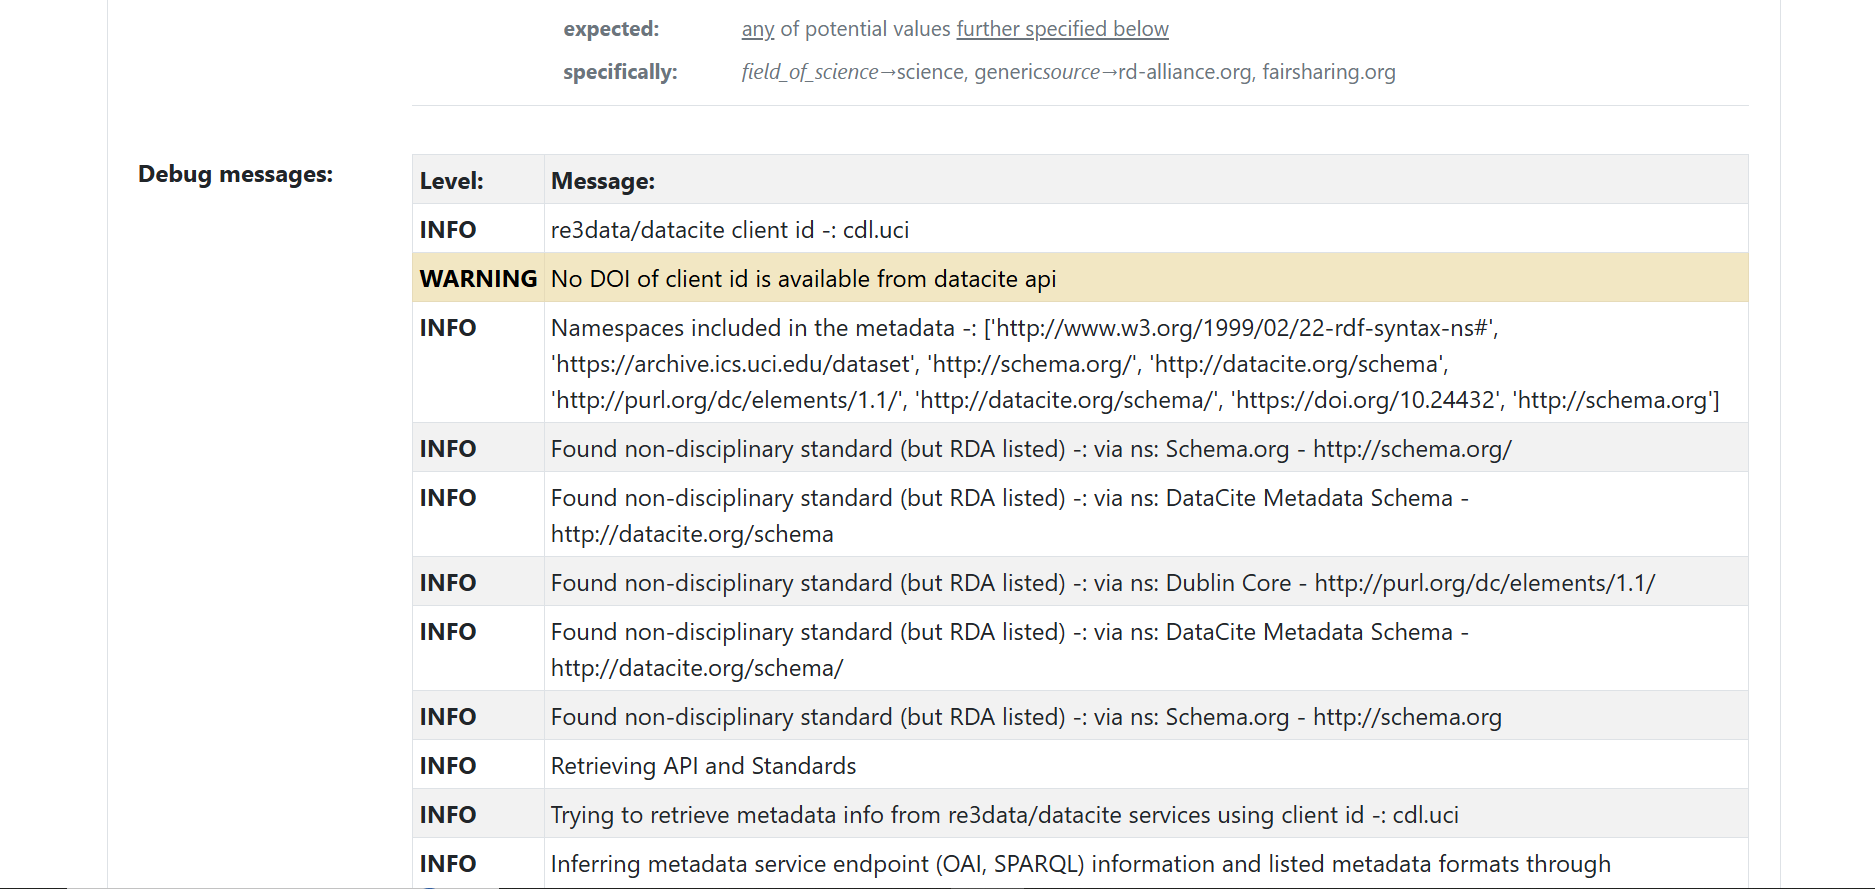 expected: any of potential values further specified below
specifically: field_of_science→science, genericsource→rd-alliance.org, fairsharing.org
Debug messages:
Level: Message:
INFO re3data/datacite client id -: cdl.uci
WARNING No DOI of client id is available from datacite api
INFO Namespaces included in the metadata -: ['http://www.w3.org/1999/02/22-rdf-syntax-ns#',
'https://archive.ics.uci.edu/dataset', 'http://schema.org/', 'http://datacite.org/schema',
'http://purl.org/dc/elements/1.1/', 'http://datacite.org/schema/', 'https://doi.org/10.24432', 'http://schema.org']
INFO Found non-disciplinary standard (but RDA listed) -: via ns: Schema.org - http://schema.org/
INFO Found non-disciplinary standard (but RDA listed) -: via ns: DataCite Metadata Schema -
http://datacite.org/schema
INFO Found non-disciplinary standard (but RDA listed) -: via ns: Dublin Core - http://purl.org/dc/elements/1.1/
INFO Found non-disciplinary standard (but RDA listed) -: via ns: DataCite Metadata Schema -
http://datacite.org/schema/
INFO Found non-disciplinary standard (but RDA listed) -: via ns: Schema.org - http://schema.org
INFO Retrieving API and Standards
INFO Trying to retrieve metadata info from re3data/datacite services using client id -: cdl.uci
INFO Inferring metadata service endpoint (OAI, SPARQL) information and listed metadata formats through